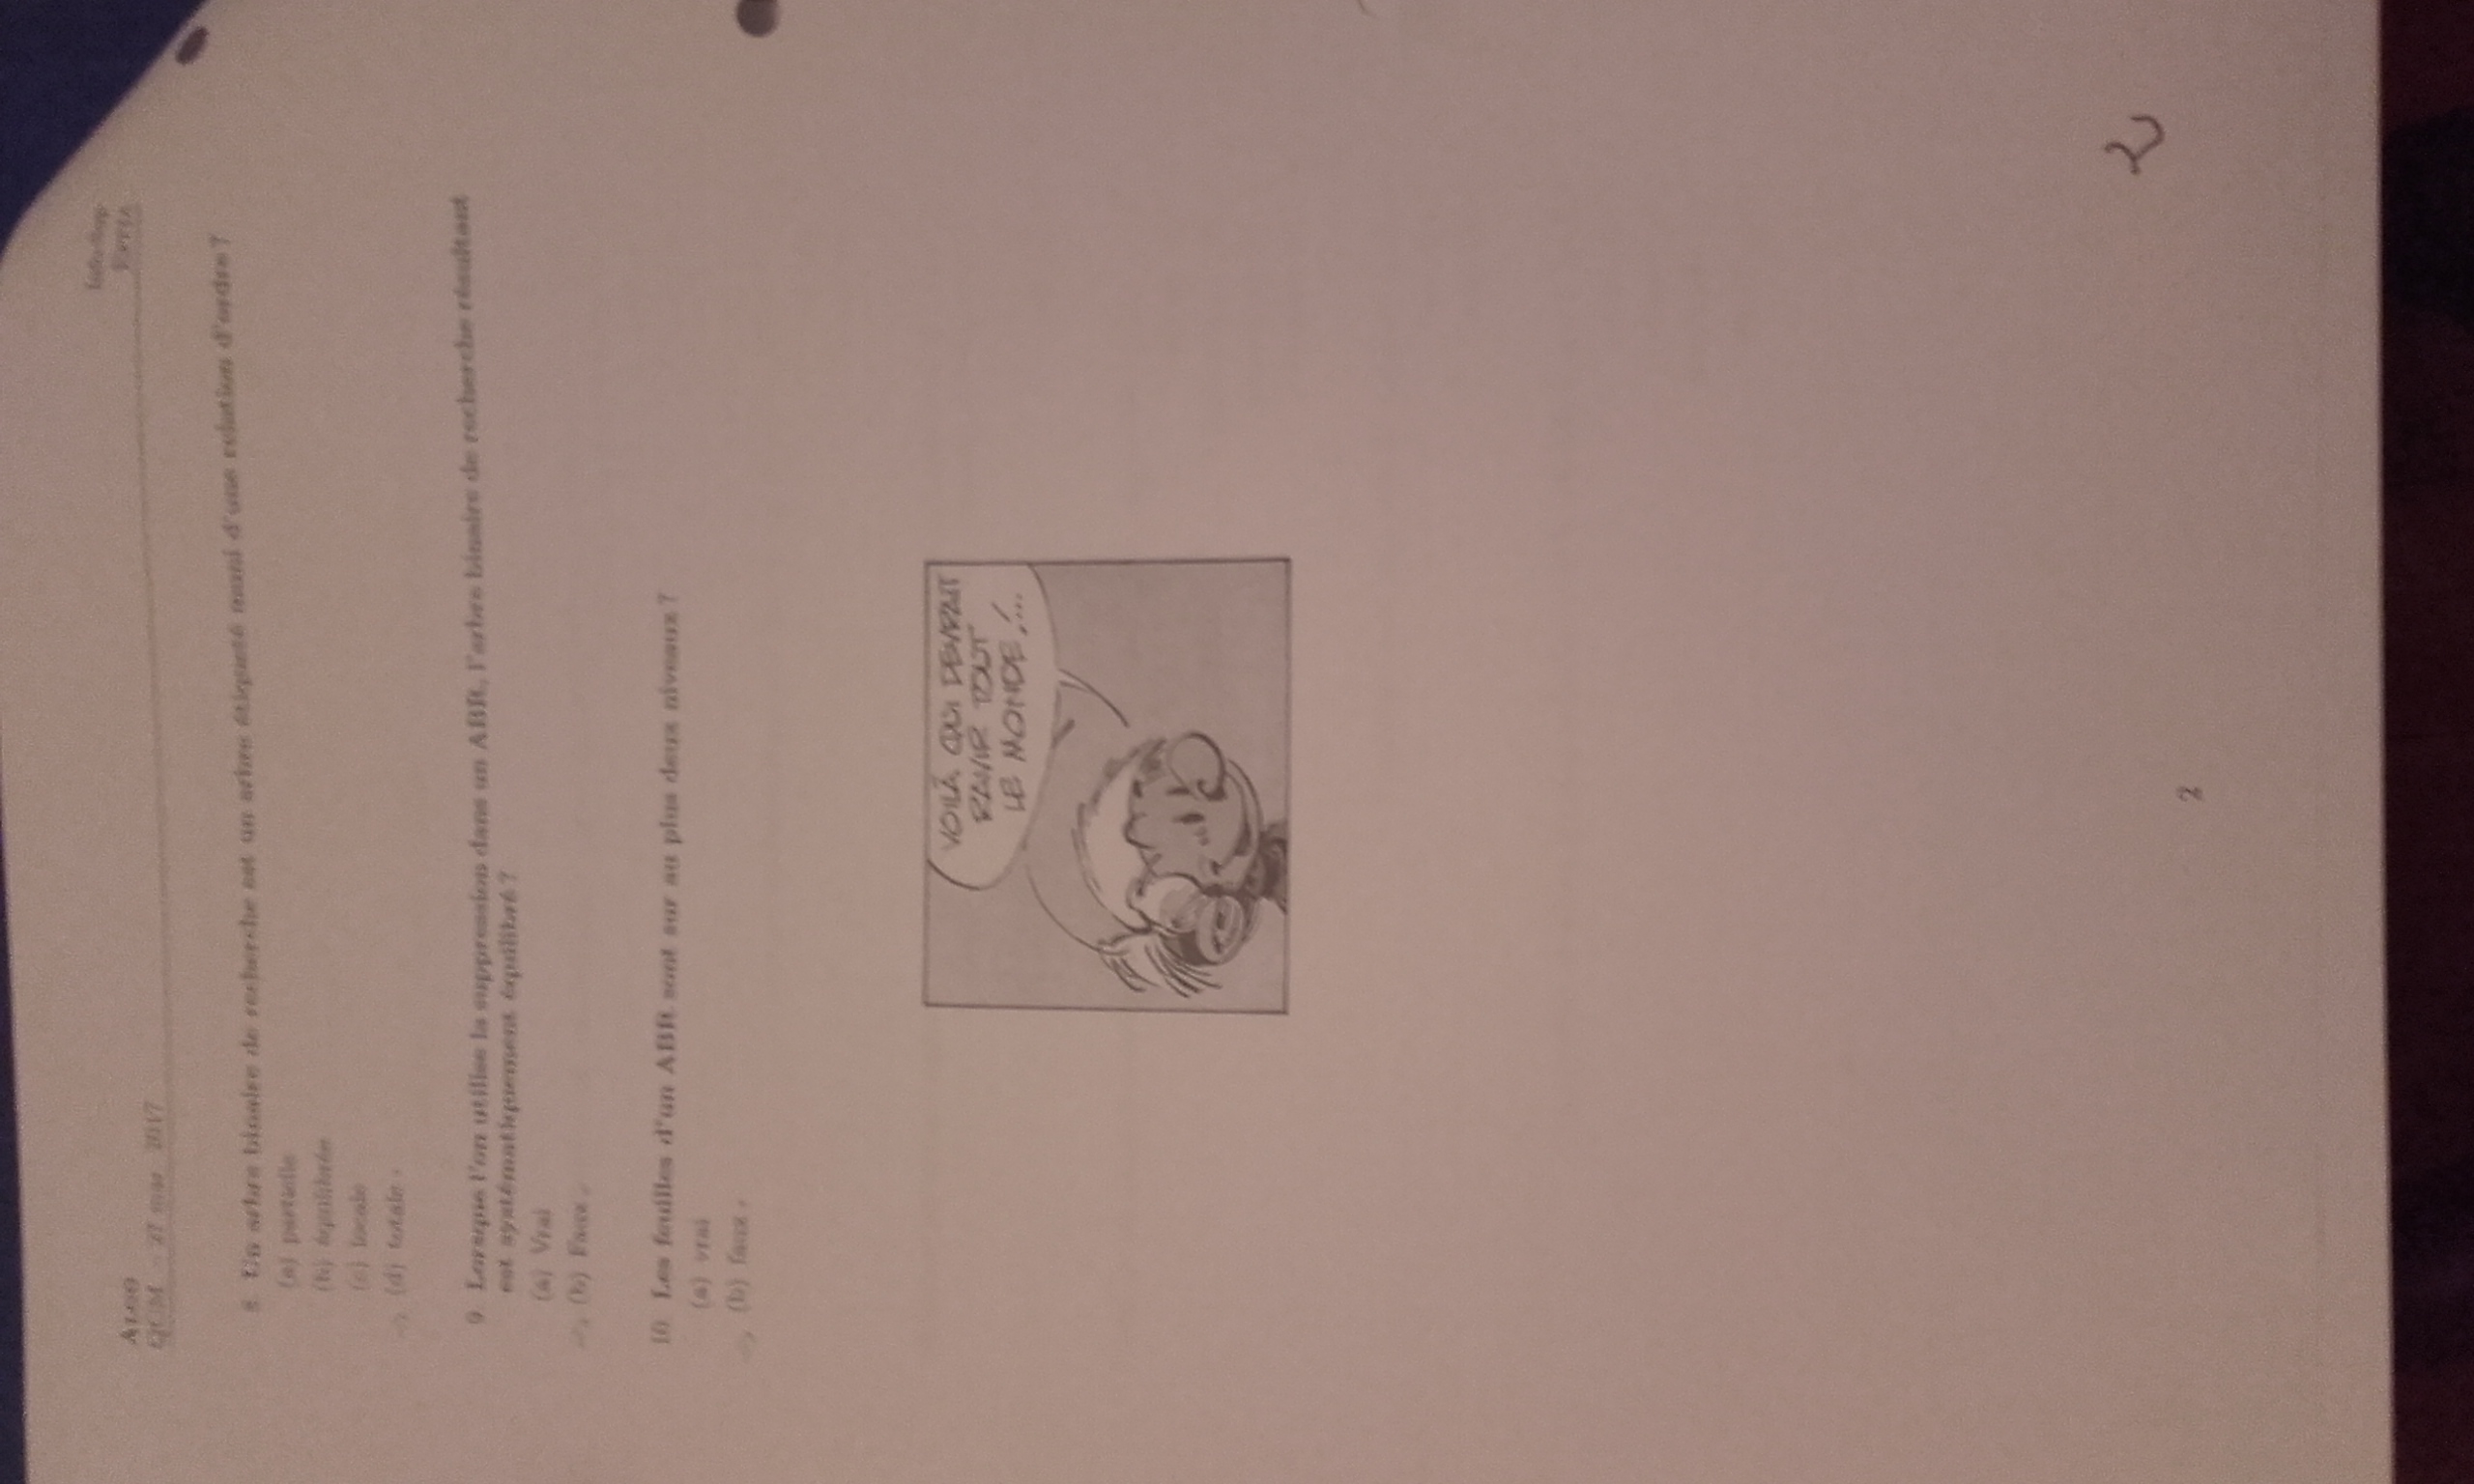 ALGO
QCM - 27 mar 2017
Info-Sup
EPITA
8 Un arbre binaire de recherche est un arbre étiqueté muni d'une relation d'ordre ?
(a) partielle
(b) équilibrée
(c) locale
(d) totale .
9 Lorsque l'on utilise la suppression dans un ABR, l'arbre binaire de recherche résultant
est systématiquement équilibré ?
(a) Vrai
(b) Faux .
10 Les feuilles d'un ABR sont sur au plus deux niveaux ?
(a) vrai
(b) faux .
VOILÀ QUI DEVRAIT
RAVIR TOUT
LE MONDE !...
2
2